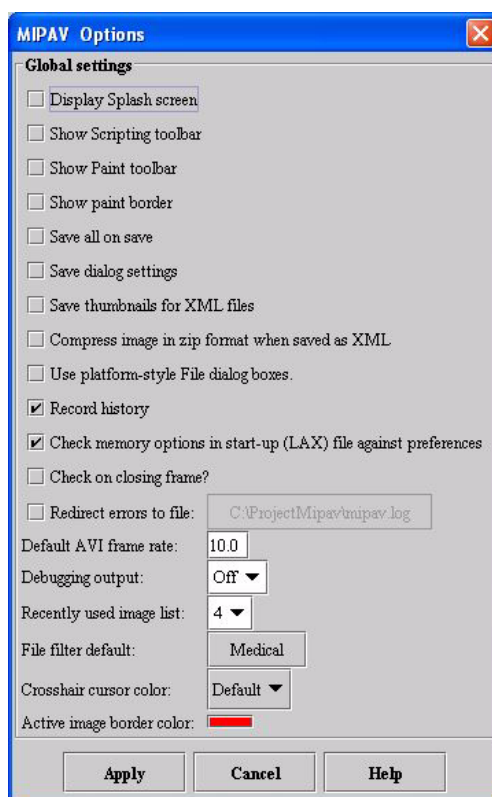 MIPAV Options
Global settings
Display Splash screen
Show Scripting toolbar
Show Paint toolbar
Show paint border
Save all on save
Save dialog settings
Save thumbnails for XML files
Compress image in zip format when saved as XML
Use platform-style File dialog boxes.
Record history
Check memory options in start-up (LAX) file against preferences
Check on closing frame?
Redirect errors to file: C:\ProjectMipav\mipav.log
Default AVI frame rate: 10.0
Debugging output: Off
Recently used image list: 4
File filter default: Medical
Crosshair cursor color: Default
Active image border color:
Apply Cancel Help